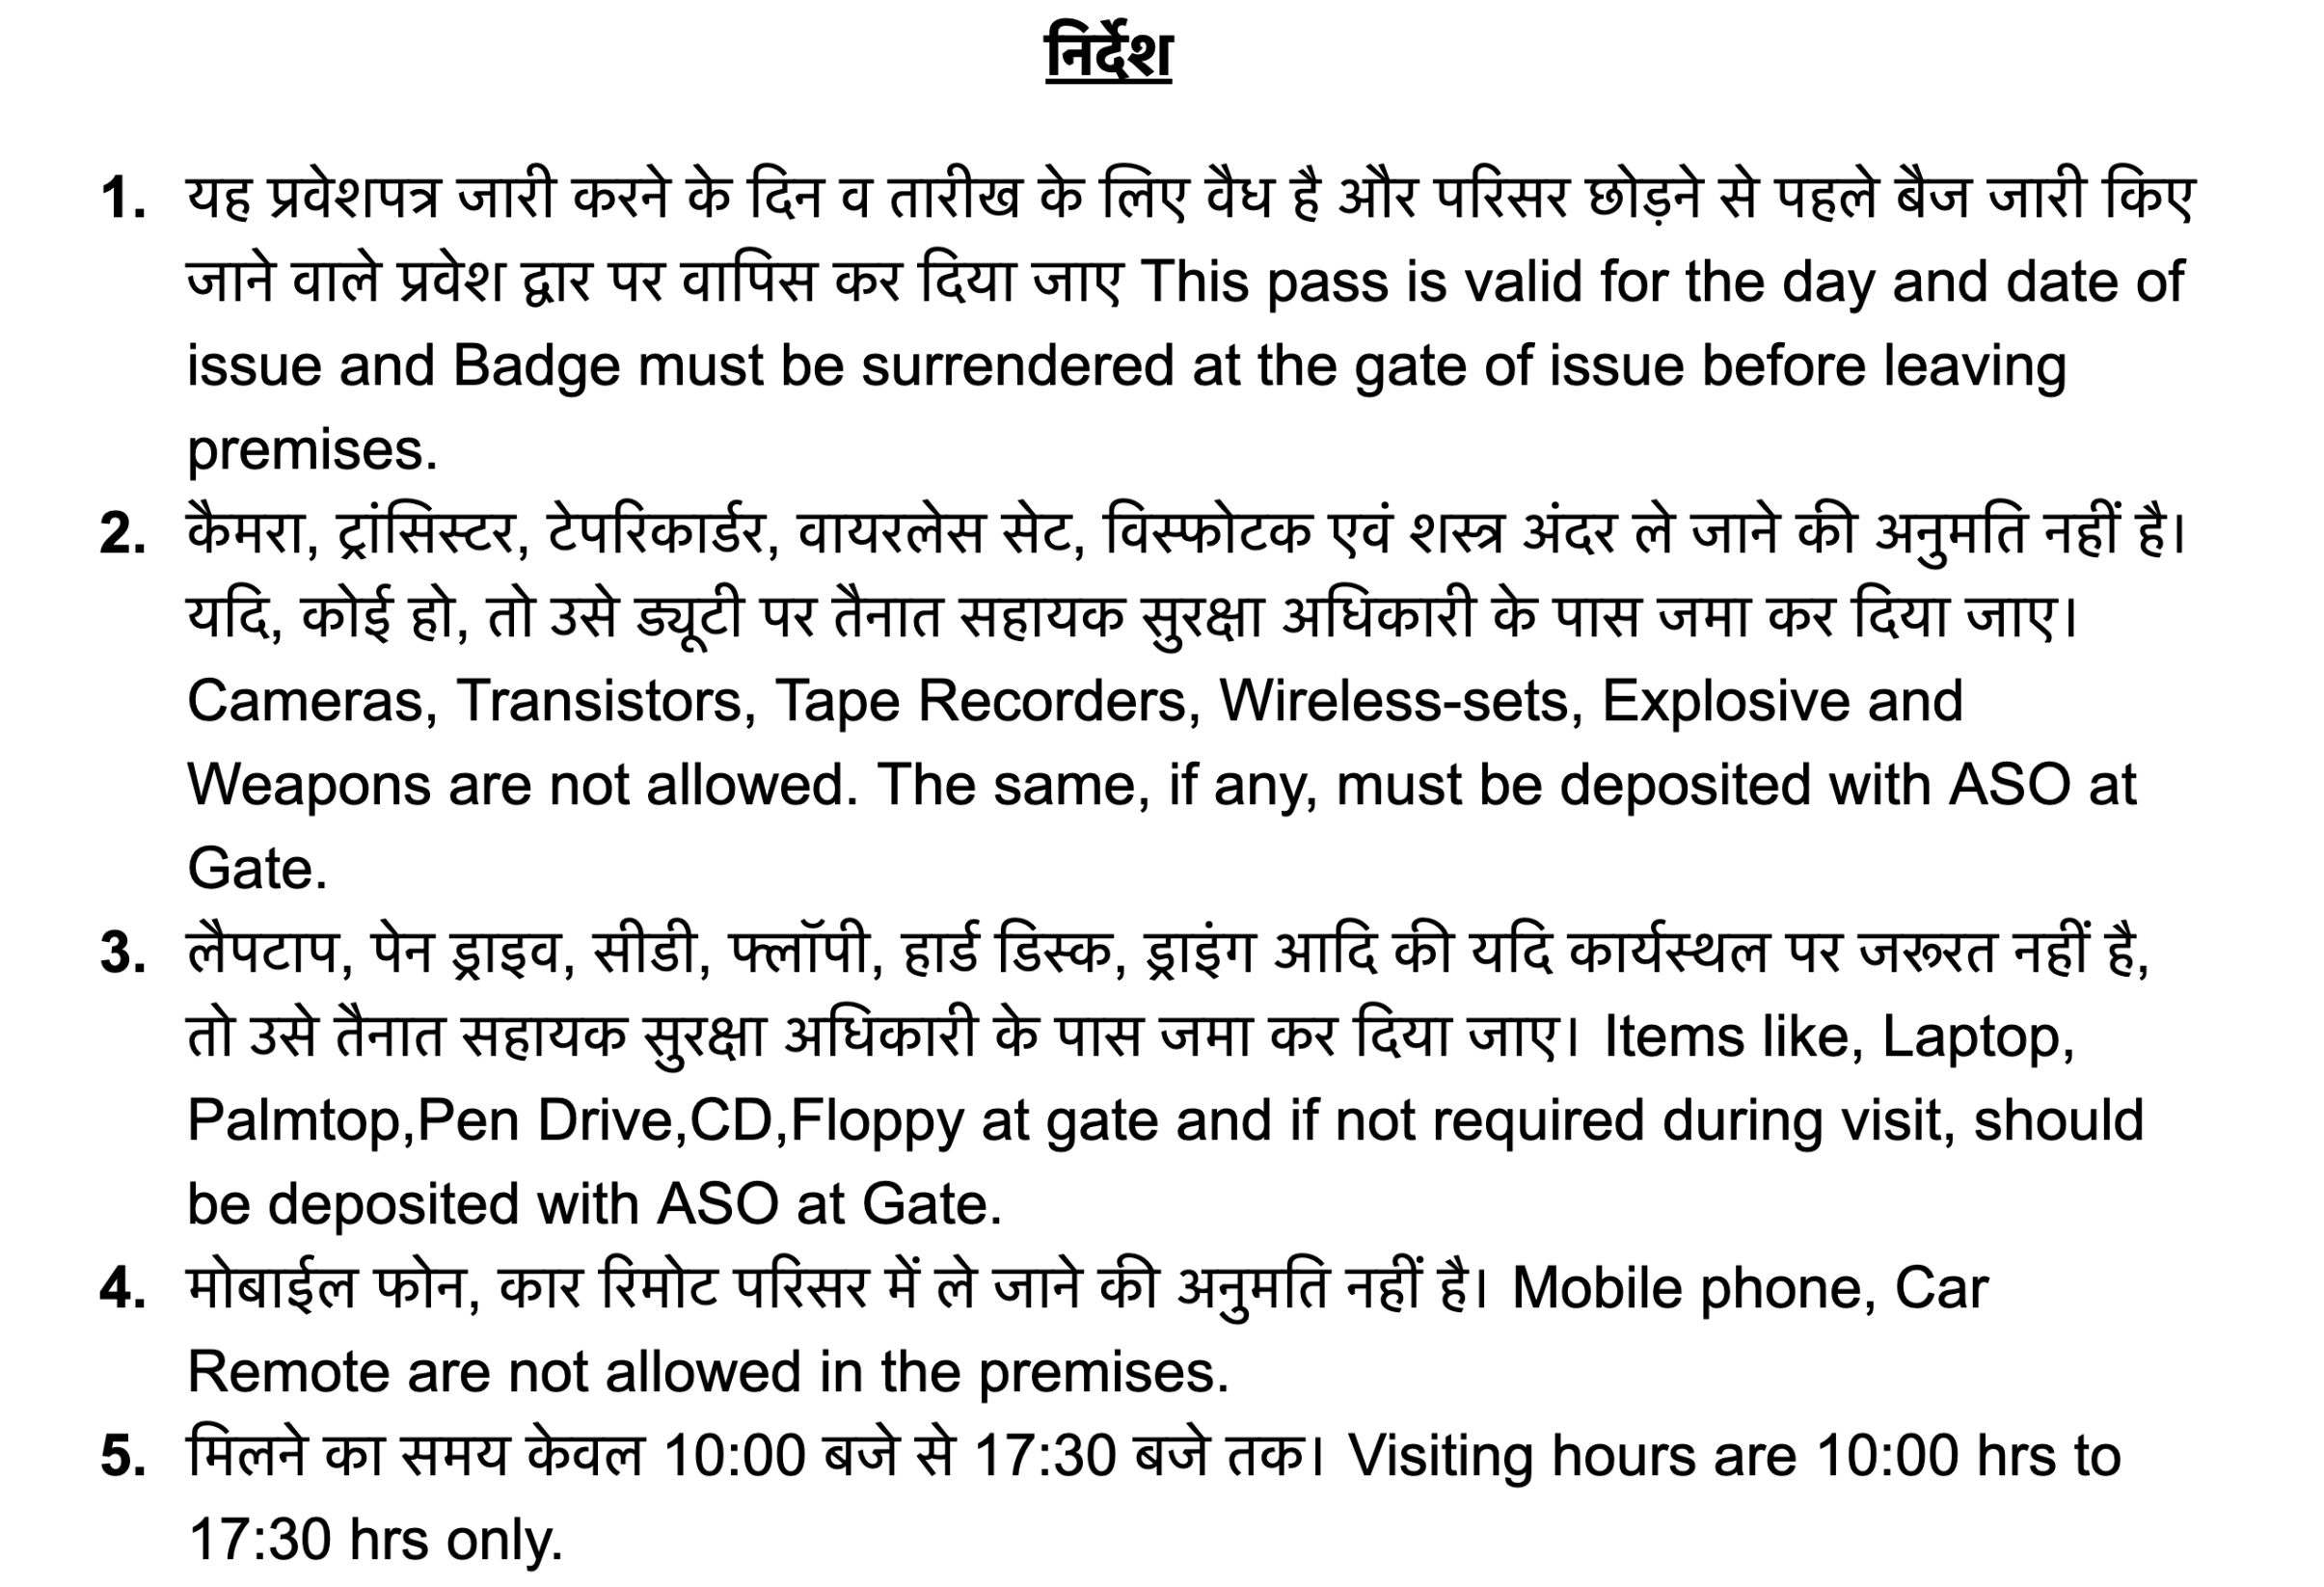 निर्देश
1. यह प्रवेशपत्र जारी करने के दिन व तारीख के लिए वैध है और परिसर छोड़ने से पहले बैज जारी किए
जाने वाले प्रवेश द्वार पर वापिस कर दिया जाए This pass is valid for the day and date of
issue and Badge must be surrendered at the gate of issue before leaving
premises.
2. कैमरा, ट्रांसिस्टर, टेपरिकार्डर, वायरलेस सेट, विस्फोटक एवं शस्त्र अंदर ले जाने की अनुमति नहीं है।
यदि, कोई हो, तो उसे ड्यूटी पर तैनात सहायक सुरक्षा अधिकारी के पास जमा कर दिया जाए।
Cameras, Transistors, Tape Recorders, Wireless-sets, Explosive and
Weapons are not allowed. The same, if any, must be deposited with ASO at
Gate.
3. लैपटाप, पेन ड्राइव, सीडी, फ्लॉपी, हार्ड डिस्क, ड्राइंग आदि की यदि कार्यस्थल पर जरुरत नहीं है,
तो उसे तैनात सहायक सुरक्षा अधिकारी के पास जमा कर दिया जाए। Items like, Laptop,
Palmtop,Pen Drive,CD,Floppy at gate and if not required during visit, should
be deposited with ASO at Gate.
4. मोबाईल फोन, कार रिमोट परिसर में ले जाने की अनुमति नहीं है। Mobile phone, Car
Remote are not allowed in the premises.
5. मिलने का समय केवल 10:00 बजे से 17:30 बजे तक। Visiting hours are 10:00 hrs to
17:30 hrs only.